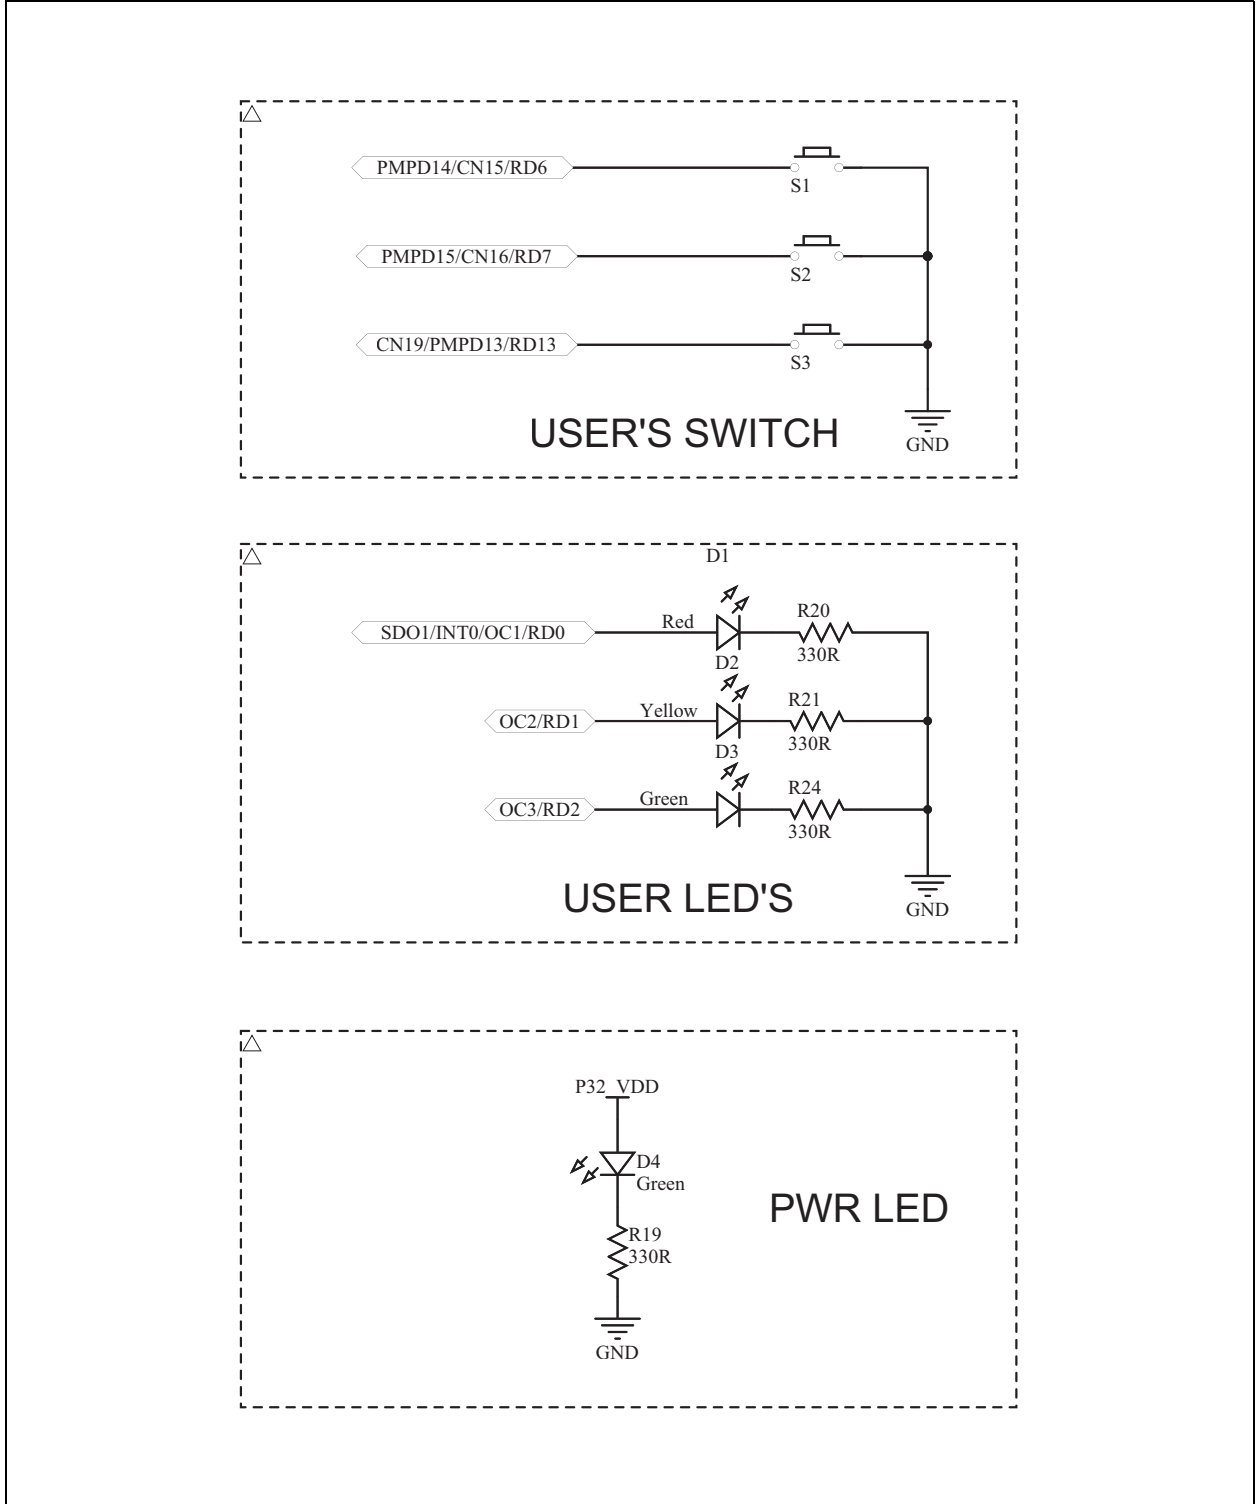 PMPD14/CN15/RD6
S1
PMPD15/CN16/RD7
S2
CN19/PMPD13/RD13
S3
USER'S SWITCH
GND
D1
SDO1/INT0/OC1/RD0
Red
R20
330R
D2
OC2/RD1
Yellow
R21
330R
D3
OC3/RD2
Green
R24
330R
USER LED'S
GND
P32_VDD
D4
Green
PWR LED
R19
330R
GND